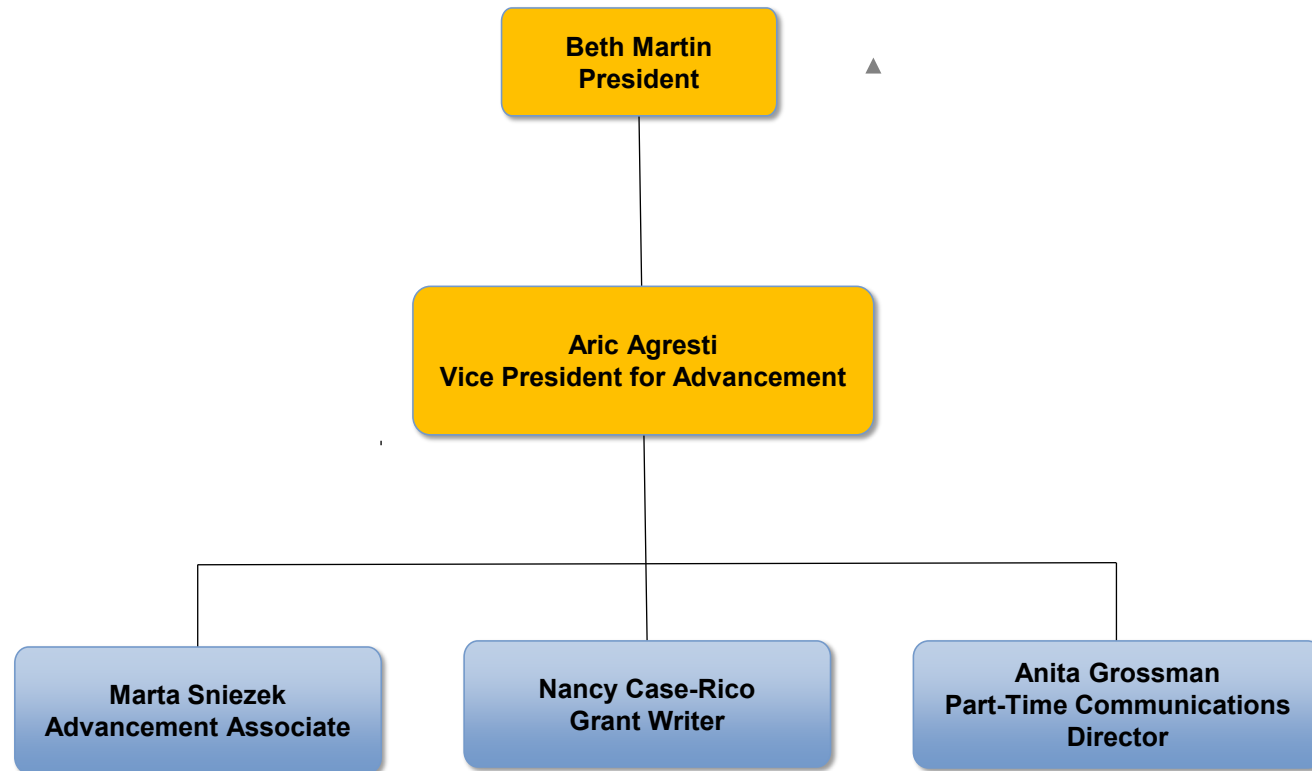 Beth Martin
President
Aric Agresti
Vice President for Advancement
Marta Sniezek
Advancement Associate
Nancy Case-Rico
Grant Writer
Anita Grossman
Part-Time Communications
Director